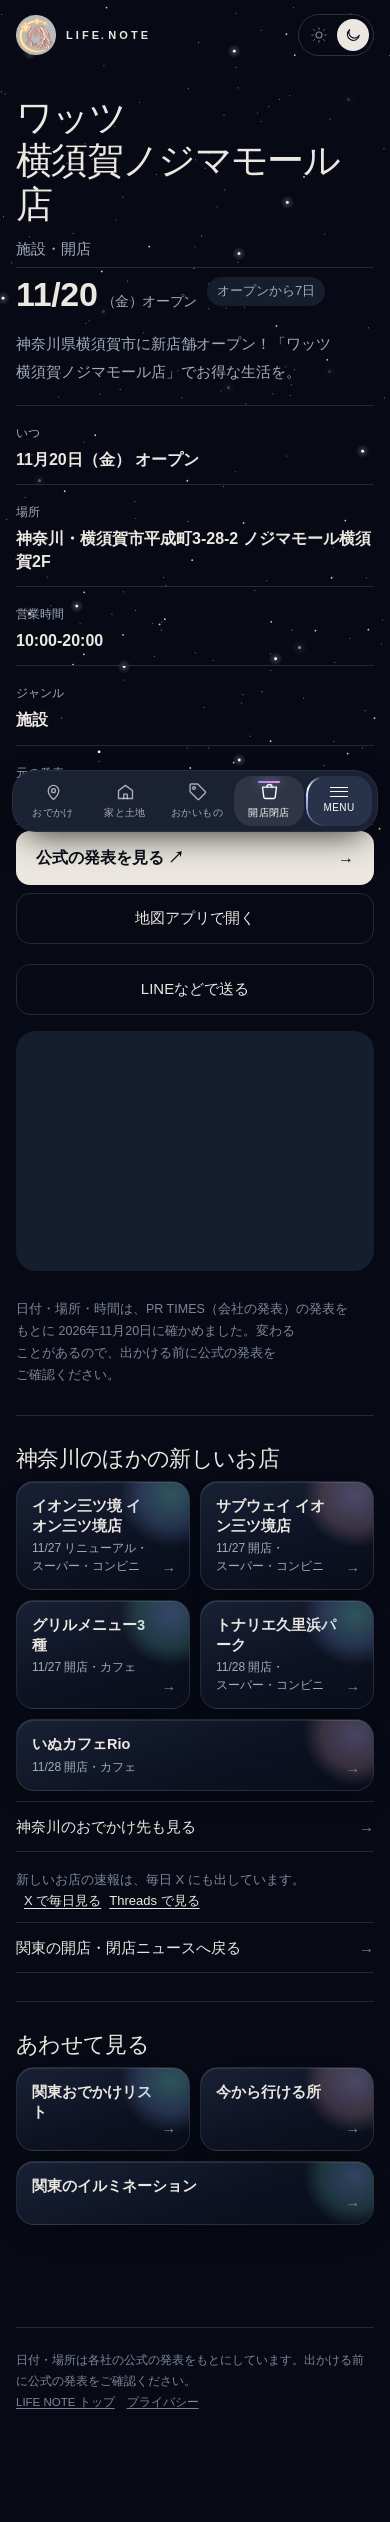 LIFE.NOTE
ワッツ
横須賀ノジマモール
店
施設・開店
11/20 （金）オープン オープンから7日
神奈川県横須賀市に新店舗オープン！「ワッツ
横須賀ノジマモール店」でお得な生活を。
いつ
11月20日（金） オープン
場所
神奈川・横須賀市平成町3-28-2 ノジマモール横須
賀2F
営業時間
10:00-20:00
ジャンル
施設
おでかけ
家と土地
おかいもの
開店閉店
MENU
公式の発表を見る ↗ →
地図アプリで開く
LINEなどで送る
日付・場所・時間は、PR TIMES（会社の発表）の発表を
もとに 2026年11月20日に確かめました。変わる
ことがあるので、出かける前に公式の発表を
ご確認ください。
神奈川のほかの新しいお店
イオン三ツ境 イ
オン三ツ境店
11/27 リニューアル・
スーパー・コンビニ →
サブウェイ イオ
ン三ツ境店
11/27 開店・
スーパー・コンビニ →
グリルメニュー3
種
11/27 開店・カフェ
→
トナリエ久里浜パ
ーク
11/28 開店・
スーパー・コンビニ →
いぬカフェRio
11/28 開店・カフェ →
神奈川のおでかけ先も見る →
新しいお店の速報は、毎日 X にも出しています。
X で毎日見る Threads で見る
関東の開店・閉店ニュースへ戻る →
あわせて見る
関東おでかけリス
ト
→
今から行ける所
→
関東のイルミネーション
→
日付・場所は各社の公式の発表をもとにしています。出かける前
に公式の発表をご確認ください。
LIFE NOTE トップ プライバシー